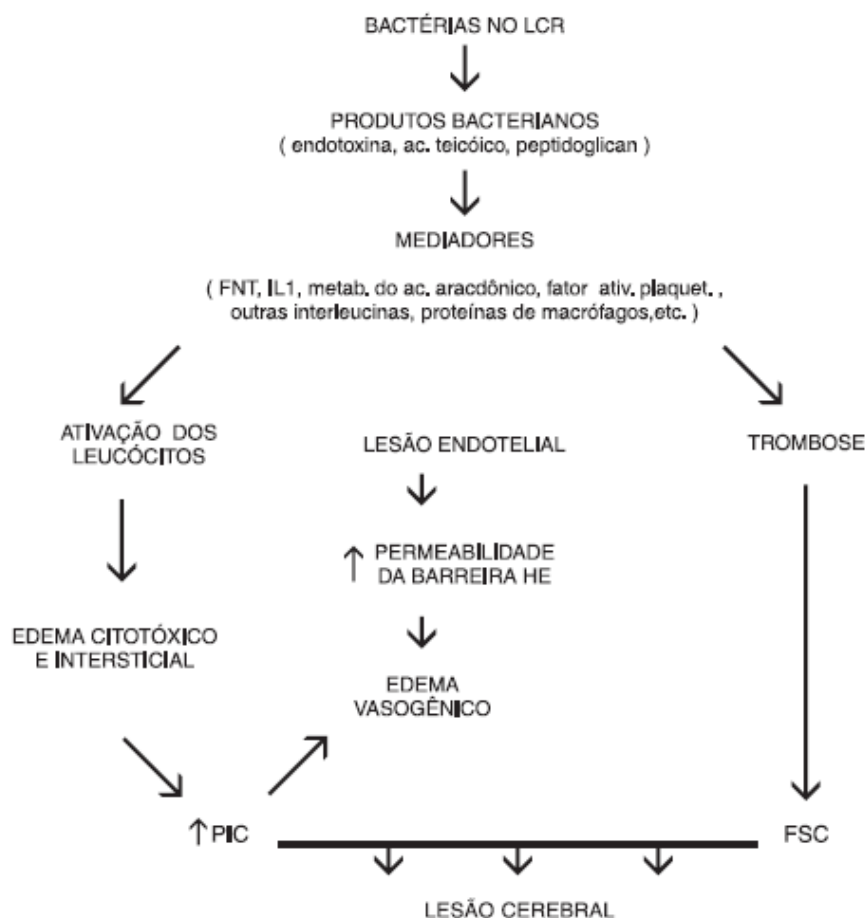 BACTÉRIAS NO LCR
PRODUTOS BACTERIANOS
( endotoxina, ac. teicóico, peptidoglican )
MEDIADORES
( FNT, IL1, metab. do ac. aracdônico, fator ativ. plaquet. ,
outras interleucinas, proteínas de macrófagos,etc. )
ATIVAÇÃO DOS
LEUCÓCITOS
LESÃO ENDOTELIAL
TROMBOSE
↑ PERMEABILIDADE
DA BARREIRA HE
EDEMA CITOTÓXICO
E INTERSTICIAL
EDEMA
VASOGÊNICO
↑ PIC
FSC
LESÃO CEREBRAL